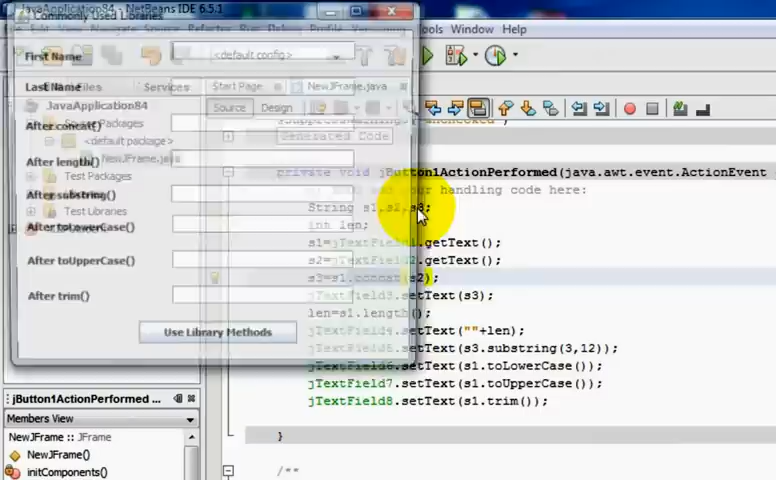 JavaApplication84 - NetBeans IDE 6.5.1
Commonly Used Libraries
Window Help
First Name
<default config>
Last Name
Files
Services
Start Page
NewJFrame.java
JavaApplication84
Source
Design
After concat()
Source Packages
<default package>
Generated Code
After length()
NewJFrame.java
private void jButton1ActionPerformed(java.awt.event.ActionEvent
Test Packages
your handling code here:
After substring()
String s1,s2,s3;
Test Libraries
After toLowerCase()
int len;
s1=jTextField1.getText();
After toUpperCase()
s2=jTextField2.getText();
s3=s1.concat(s2);
After trim()
jTextField3.setText(s3);
len=s1.length();
Use Library Methods
jTextField4.setText(""+len);
jTextField5.setText(s3.substring(3,12));
jTextField6.setText(s1.toLowerCase());
jTextField7.setText(s1.toUpperCase());
jButton1ActionPerformed ...
jTextField8.setText(s1.trim());
Members View
NewJFrame :: JFrame
}
NewJFrame()
initComponents()
/**